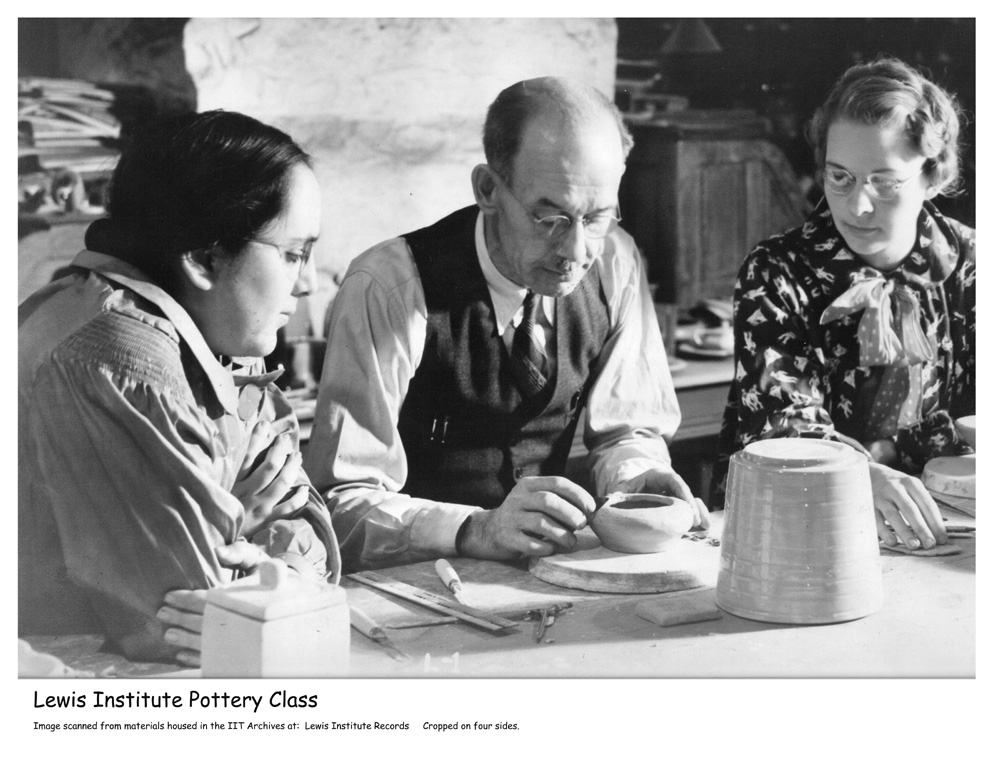 L-1
Lewis Institute Pottery Class
Image scanned from materials housed in the IIT Archives at: Lewis Institute Records Cropped on four sides.